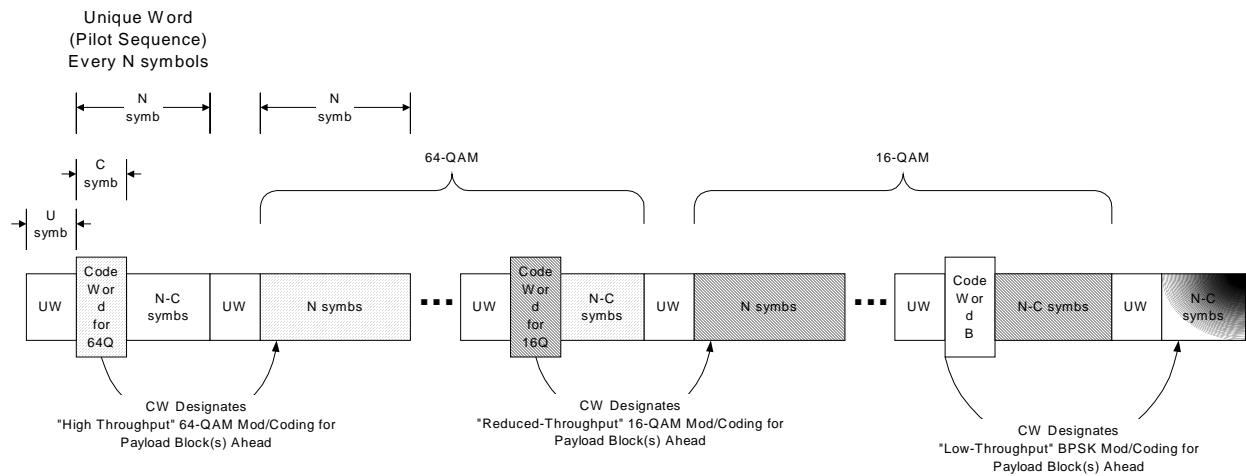 Unique Word
(Pilot Sequence)
Every N symbols
N
symb
N
symb
C
symb
U
symb
64-QAM
16-QAM
UW
Code
Wor
d
for
64Q
N-C
symbs
UW
N symbs
...
UW
Code
Wor
d
for
16Q
N-C
symbs
UW
N symbs
...
UW
Code
Wor
d
B
N-C symbs
UW
N-C
symbs
CW Designates
"High Throughput" 64-QAM Mod/Coding for
Payload Block(s) Ahead
CW Designates
"Reduced-Throughput" 16-QAM Mod/Coding for
Payload Block(s) Ahead
CW Designates
"Low-Throughput" BPSK Mod/Coding for
Payload Block(s) Ahead